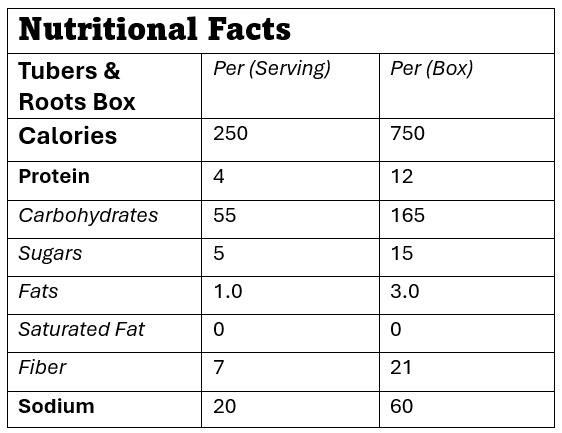 Nutritional Facts
Tubers & Per (Serving) Per (Box)
Roots Box
Calories 250 750
Protein 4 12
Carbohydrates 55 165
Sugars 5 15
Fats 1.0 3.0
Saturated Fat 0 0
Fiber 7 21
Sodium 20 60